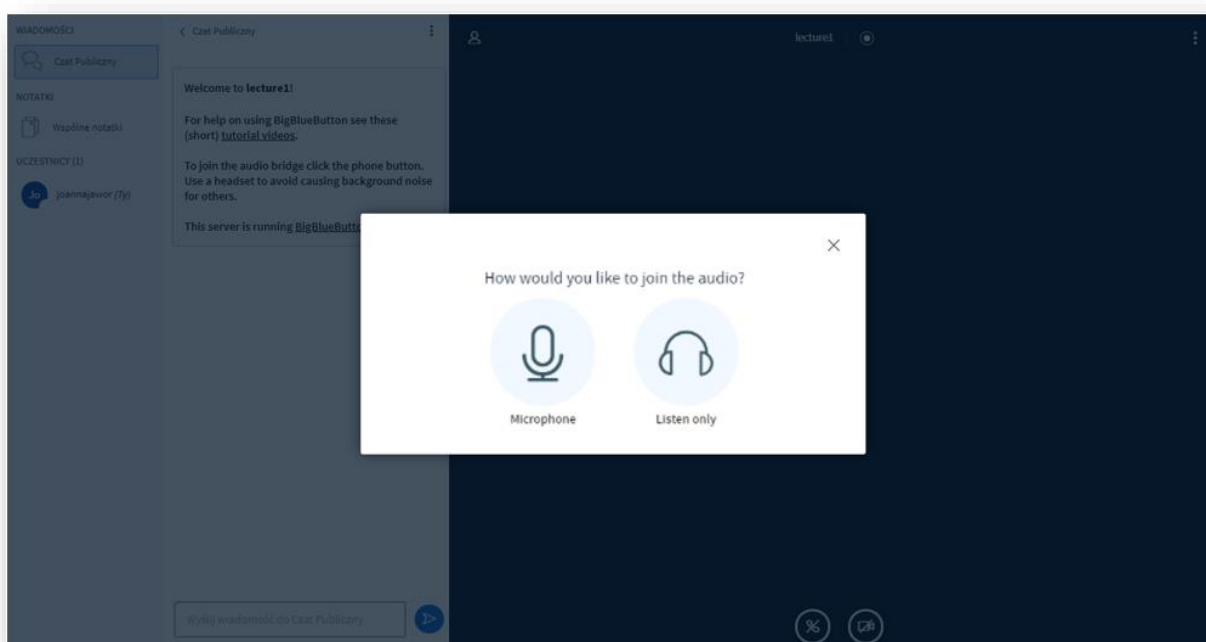 WIADOMOŚCI
Czat Publiczny
NOTATKI
Wspólne notatki
UCZESTNICY (1)
Jo
joannajawor (Ty)
Czat Publiczny
Welcome to lecture1!
For help on using BigBlueButton see these
(short) tutorial videos.
To join the audio bridge click the phone button.
Use a headset to avoid causing background noise
for others.
This server is running BigBlueButto
Wyślij wiadomość do Czat Publiczny
lecture1
How would you like to join the audio?
Microphone
Listen only